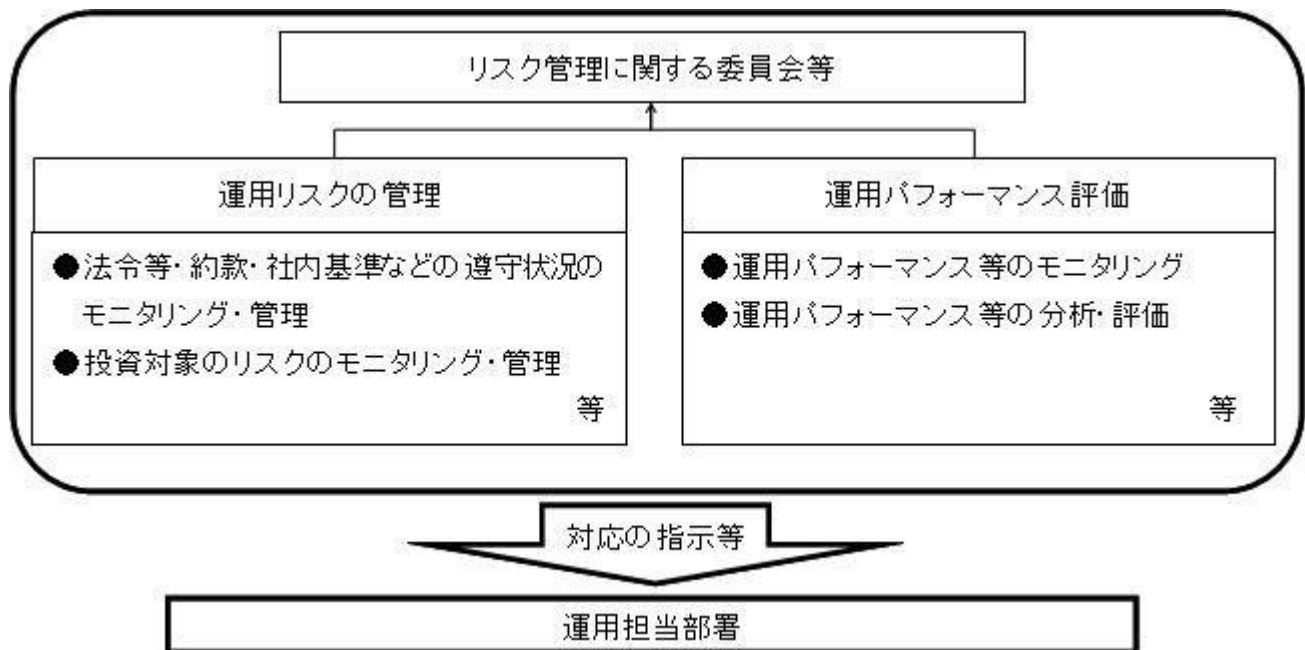 リスク管理に関する委員会等
運用リスクの管理
●法令等・約款・社内基準などの遵守状況の
モニタリング・管理
●投資対象のリスクのモニタリング・管理
等
運用パフォーマンス評価
●運用パフォーマンス等のモニタリング
●運用パフォーマンス等の分析・評価
等
対応の指示等
運用担当部署